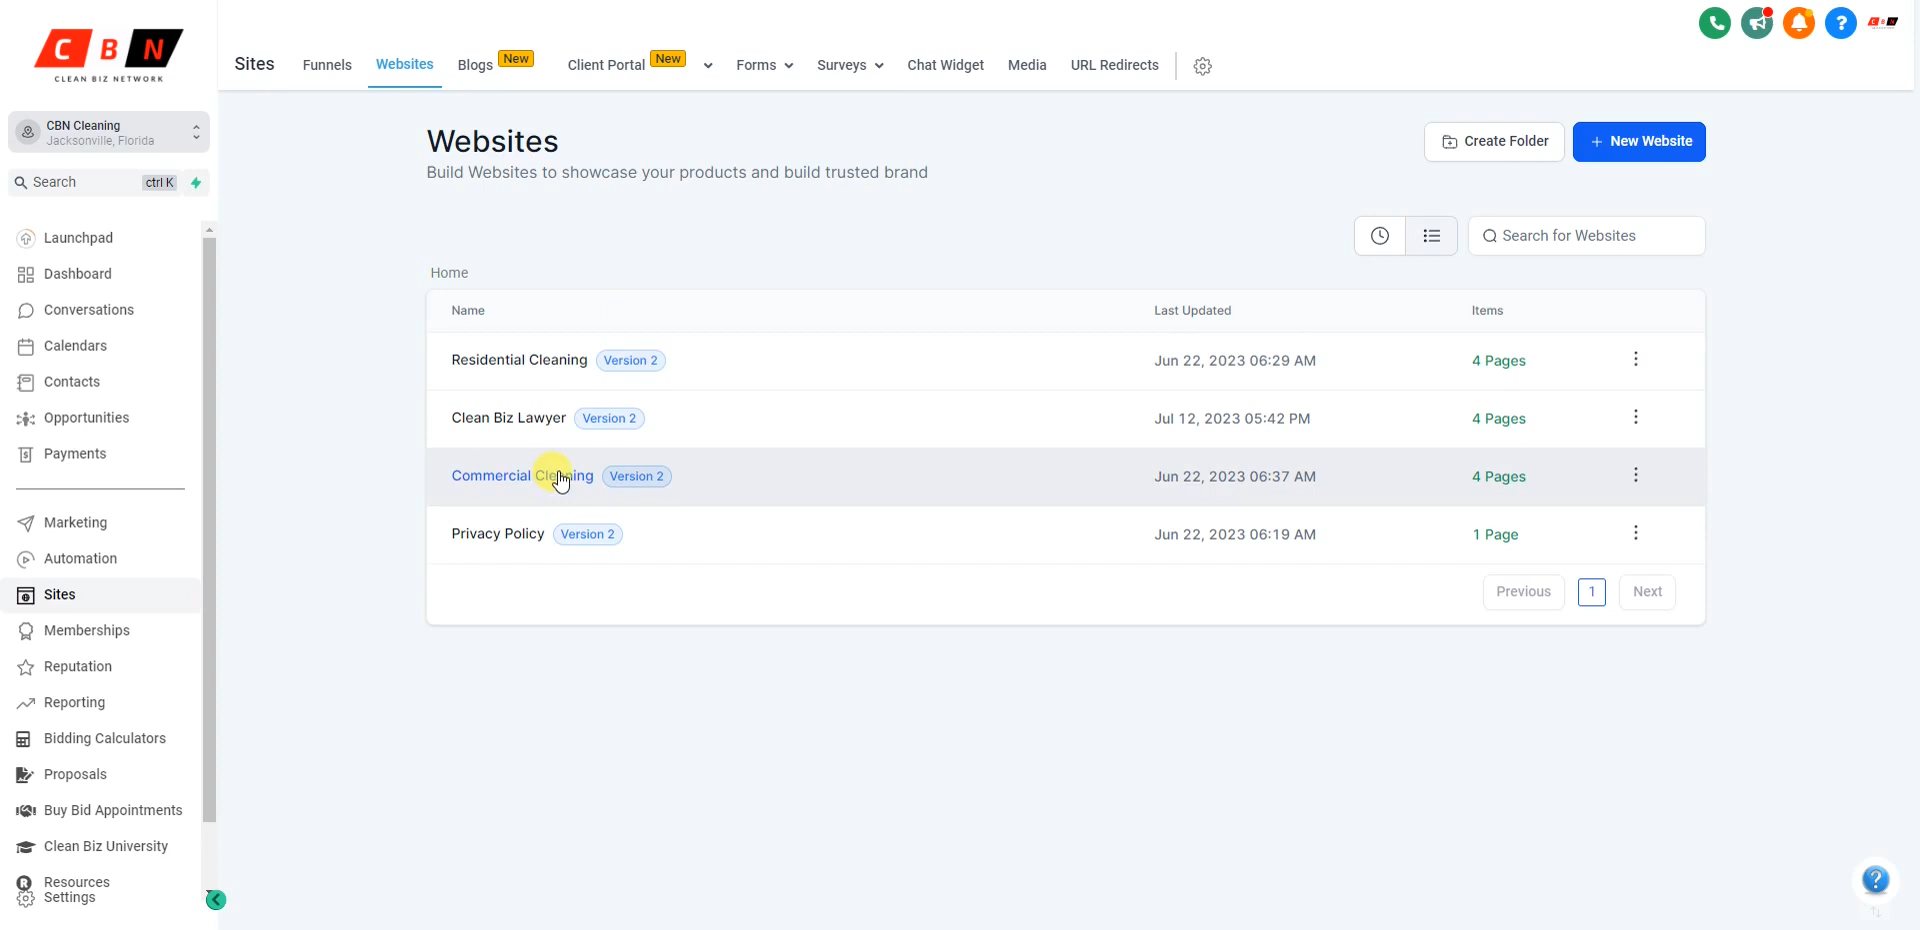 C B N
CLEAN BIZ NETWORK
CBN Cleaning
Jacksonville, Florida
Search ctrl K
Launchpad
Dashboard
Conversations
Calendars
Contacts
Opportunities
Payments
Marketing
Automation
Sites
Memberships
Reputation
Reporting
Bidding Calculators
Proposals
Buy Bid Appointments
Clean Biz University
Resources
Settings
Sites Funnels Websites Blogs New Client Portal New Forms Surveys Chat Widget Media URL Redirects
Websites
Build Websites to showcase your products and build trusted brand
Create Folder + New Website
Search for Websites
Home
Name Last Updated Items
Residential Cleaning Version 2 Jun 22, 2023 06:29 AM 4 Pages
Clean Biz Lawyer Version 2 Jul 12, 2023 05:42 PM 4 Pages
Commercial Cleaning Version 2 Jun 22, 2023 06:37 AM 4 Pages
Privacy Policy Version 2 Jun 22, 2023 06:19 AM 1 Page
Previous 1 Next